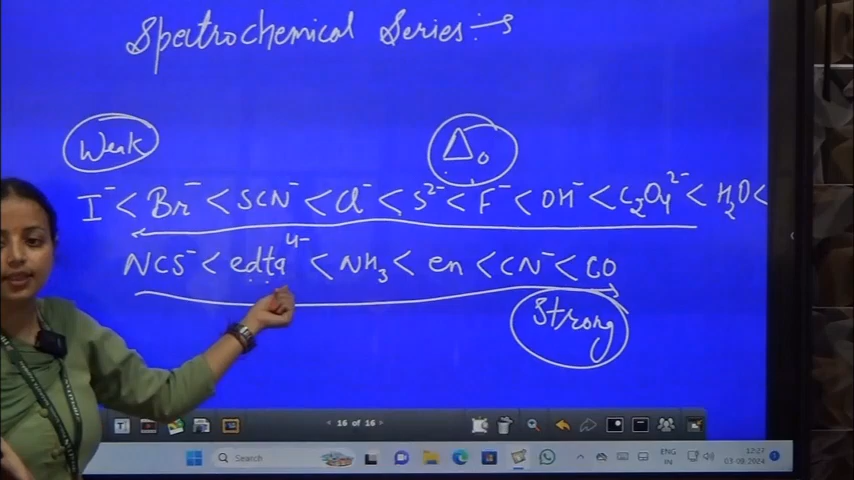 Spectrochemical Series:→
Weak
Δo
I⁻ < Br⁻ < SCN⁻ < Cl⁻ < S²⁻ < F⁻ < OH⁻ < C₂O₄²⁻ < H₂O <
NCS⁻ < edta⁴⁻ < NH₃ < en < CN⁻ < CO
Strong
16 of 16
Search
ENG
IN
12:27
03-08-2024